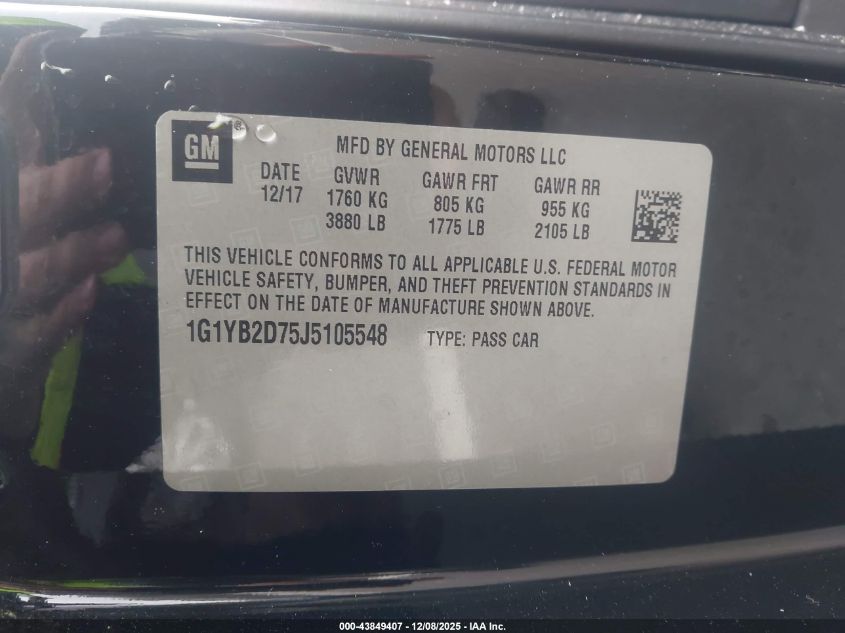 GM
MFD BY GENERAL MOTORS LLC
DATE GVWR GAWR FRT GAWR RR
12/17 1760 KG 805 KG 955 KG
3880 LB 1775 LB 2105 LB
THIS VEHICLE CONFORMS TO ALL APPLICABLE U.S. FEDERAL MOTOR
VEHICLE SAFETY, BUMPER, AND THEFT PREVENTION STANDARDS IN
EFFECT ON THE DATE OF MANUFACTURE SHOWN ABOVE.
1G1YB2D75J5105548 TYPE: PASS CAR
000-43849407 - 12/08/2025 - IAA Inc.